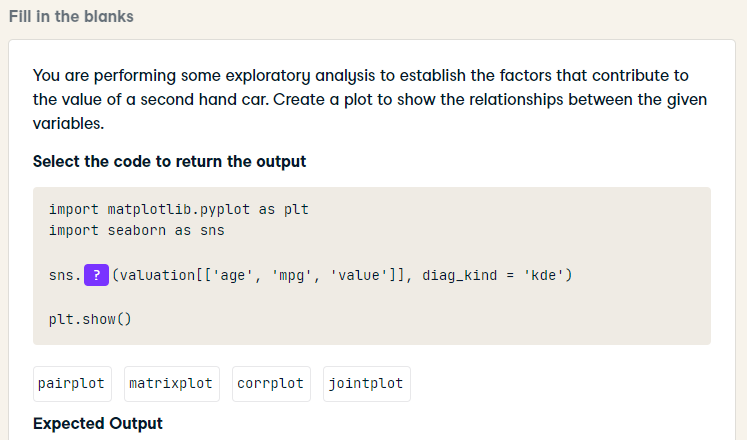 Fill in the blanks
You are performing some exploratory analysis to establish the factors that contribute to
the value of a second hand car. Create a plot to show the relationships between the given
variables.
Select the code to return the output
import matplotlib.pyplot as plt
import seaborn as sns
sns. ? (valuation[['age', 'mpg', 'value']], diag_kind = 'kde')
plt.show()
pairplot matrixplot corrplot jointplot
Expected Output